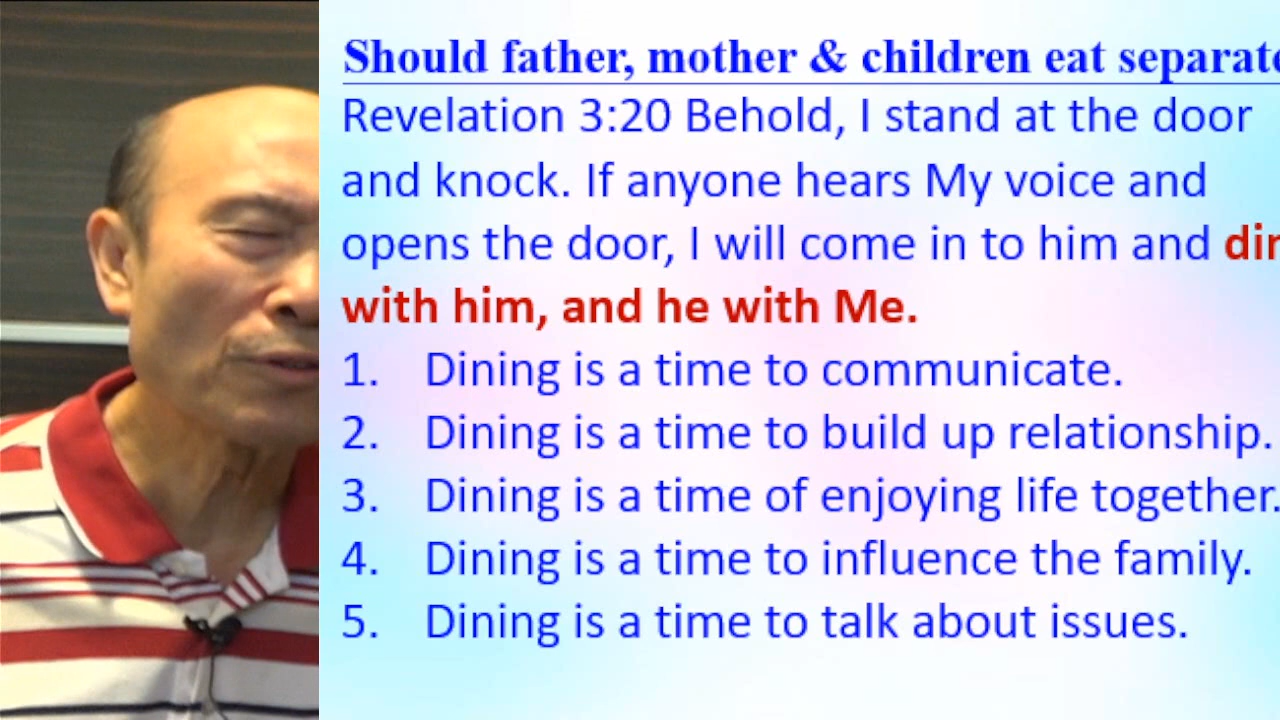 Should father, mother & children eat separate
Revelation 3:20 Behold, I stand at the door
and knock. If anyone hears My voice and
opens the door, I will come in to him and din
with him, and he with Me.
1. Dining is a time to communicate.
2. Dining is a time to build up relationship.
3. Dining is a time of enjoying life together.
4. Dining is a time to influence the family.
5. Dining is a time to talk about issues.